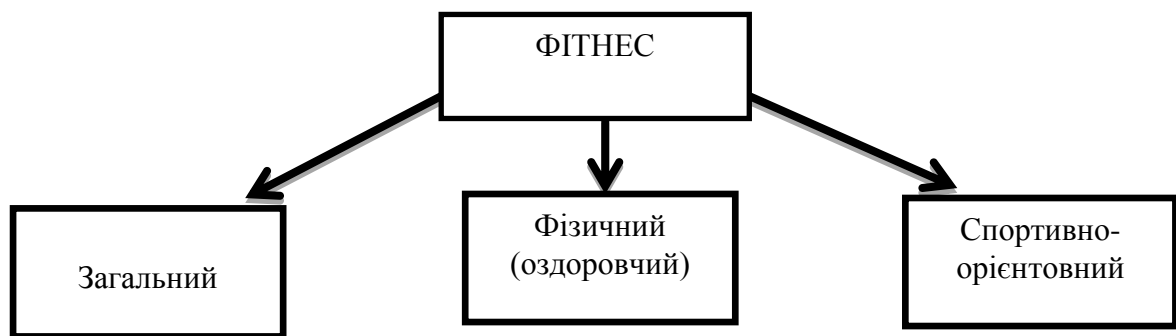 ФІТНЕС
Загальний
Фізичний
(оздоровчий)
Спортивно-
орієнтовний